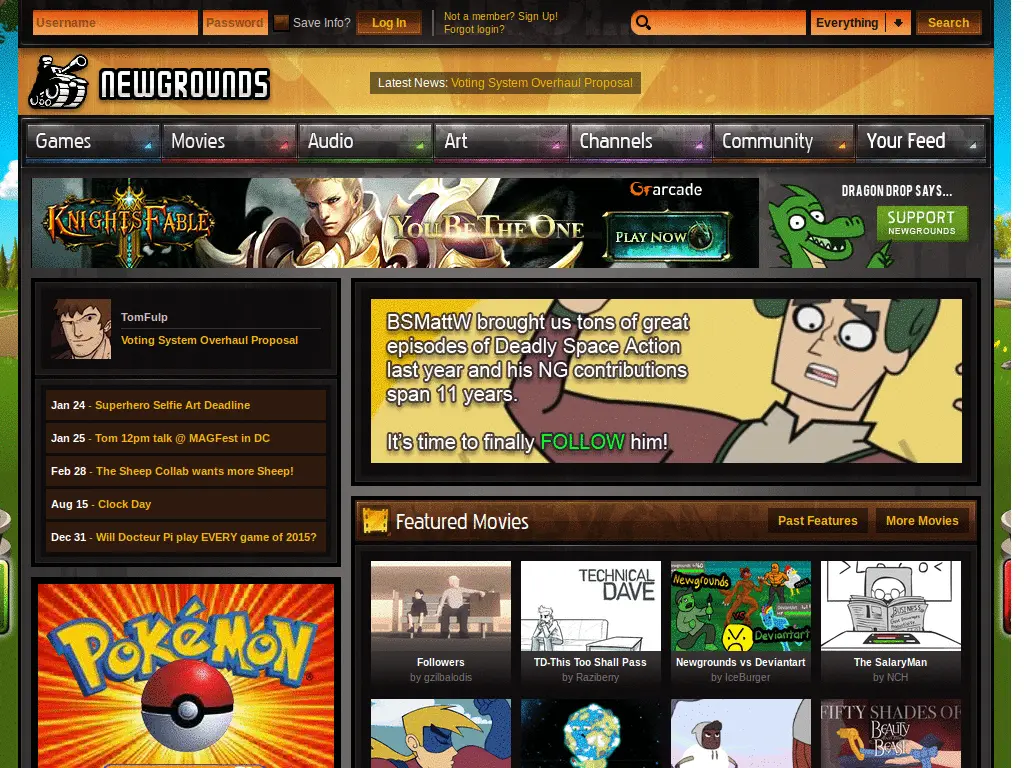 Username Password Save Info? Log In Not a member? Sign Up! Everything Search
Forgot login?
NEWGROUNDS
Latest News: Voting System Overhaul Proposal
Games Movies Audio Art Channels Community Your Feed
KNIGHT'S FABLE
YOU BE THE ONE
arcade
PLAY NOW
DRAGON DROP SAYS...
SUPPORT
NEWGROUNDS
TomFulp
Voting System Overhaul Proposal
Jan 24 - Superhero Selfie Art Deadline
Jan 25 - Tom 12pm talk @ MAGFest in DC
Feb 28 - The Sheep Collab wants more Sheep!
Aug 15 - Clock Day
Dec 31 - Will Docteur Pi play EVERY game of 2015?
POKéMON
BSMattW brought us tons of great
episodes of Deadly Space Action
last year and his NG contributions
span 11 years.
It's time to finally FOLLOW him!
Featured Movies Past Features More Movies
TECHNICAL
DAVE
Newgrounds
Deviantart
BUSINESS
Followers
by gzilbalodis
TD-This Too Shall Pass
by Raziberry
Newgrounds vs Deviantart
by IceBurger
The SalaryMan
by NCH
FIFTY SHADES OF
BEAUTY
BEAST